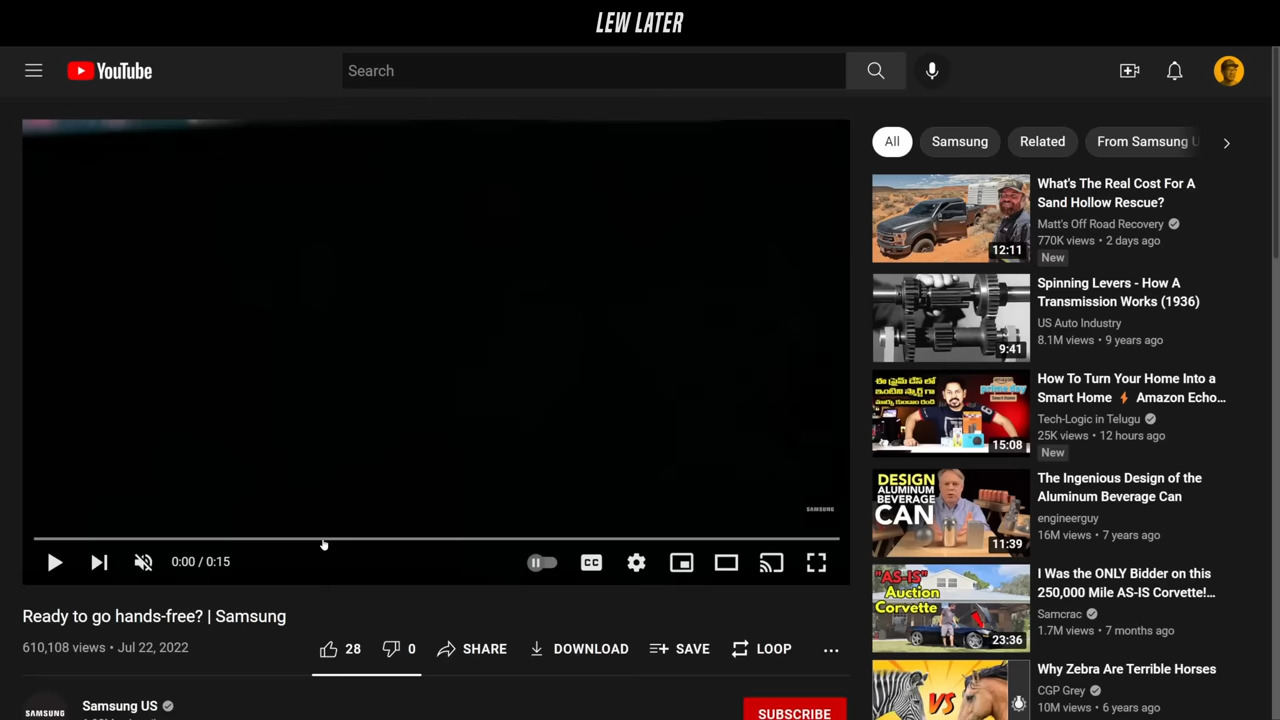 LEW LATER
YouTube
Search
SAMSUNG
0:00 / 0:15
CC
Ready to go hands-free? | Samsung
610,108 views • Jul 22, 2022
28
0
SHARE
DOWNLOAD
SAVE
LOOP
SAMSUNG
Samsung US
SUBSCRIBE
All
Samsung
Related
From Samsung U
12:11
What's The Real Cost For A
Sand Hollow Rescue?
Matt's Off Road Recovery
770K views • 2 days ago
New
9:41
Spinning Levers - How A
Transmission Works (1936)
US Auto Industry
8.1M views • 9 years ago
15:08
How To Turn Your Home Into a
Smart Home ⚡ Amazon Echo...
Tech-Logic in Telugu
25K views • 12 hours ago
New
DESIGN
ALUMINUM
BEVERAGE
CAN
11:39
The Ingenious Design of the
Aluminum Beverage Can
engineerguy
16M views • 7 years ago
"AS-IS"
Auction
Corvette
23:36
I Was the ONLY Bidder on this
250,000 Mile AS-IS Corvette!...
Samcrac
1.7M views • 7 months ago
VS
Why Zebra Are Terrible Horses
CGP Grey
10M views • 6 years ago